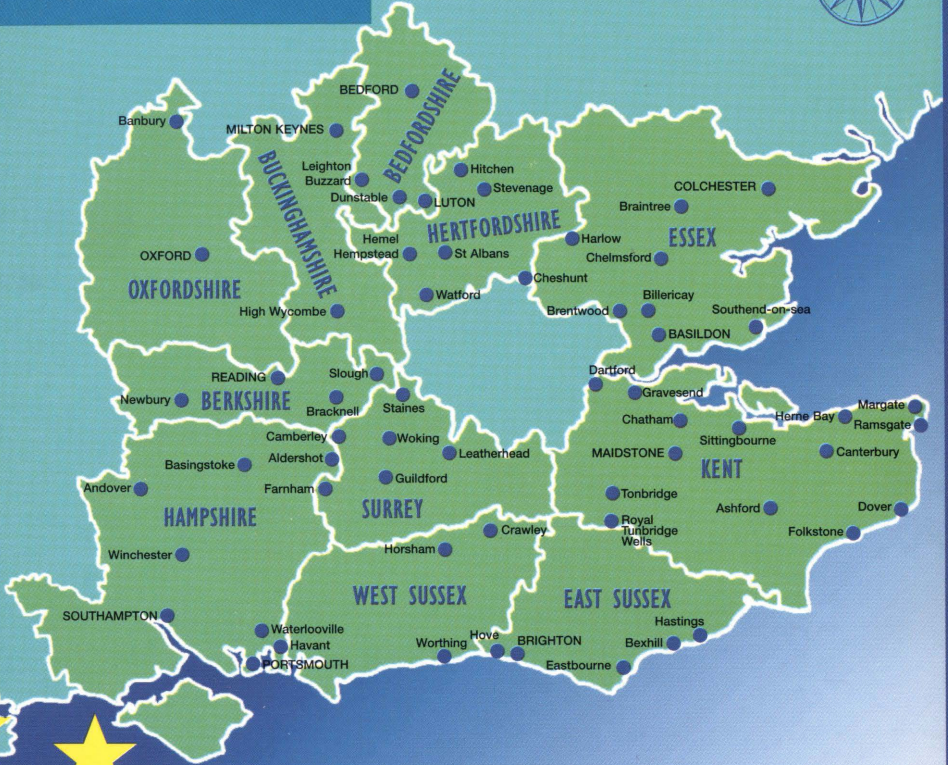 BEDFORD
BEDFORDSHIRE
Banbury
MILTON KEYNES
BUCKINGHAMSHIRE
Leighton
Buzzard
Dunstable
LUTON
Hitchen
Stevenage
HERTFORDSHIRE
Hemel
Hempstead
St Albans
Watford
Cheshunt
COLCHESTER
Braintree
ESSEX
Harlow
Chelmsford
Billericay
Brentwood
Southend-on-sea
BASILDON
OXFORD
OXFORDSHIRE
High Wycombe
READING
Slough
Newbury
BERKSHIRE
Bracknell
Staines
Dartford
Gravesend
Margate
Ramsgate
Herne Bay
Chatham
Sittingbourne
MAIDSTONE
Canterbury
KENT
Camberley
Woking
Aldershot
Leatherhead
Basingstoke
Guildford
Andover
Farnham
SURREY
HAMPSHIRE
Tonbridge
Ashford
Dover
Royal
Tunbridge
Wells
Folkstone
Crawley
Horsham
Winchester
WEST SUSSEX
EAST SUSSEX
SOUTHAMPTON
Waterlooville
Havant
PORTSMOUTH
Worthing
Hove
BRIGHTON
Hastings
Bexhill
Eastbourne